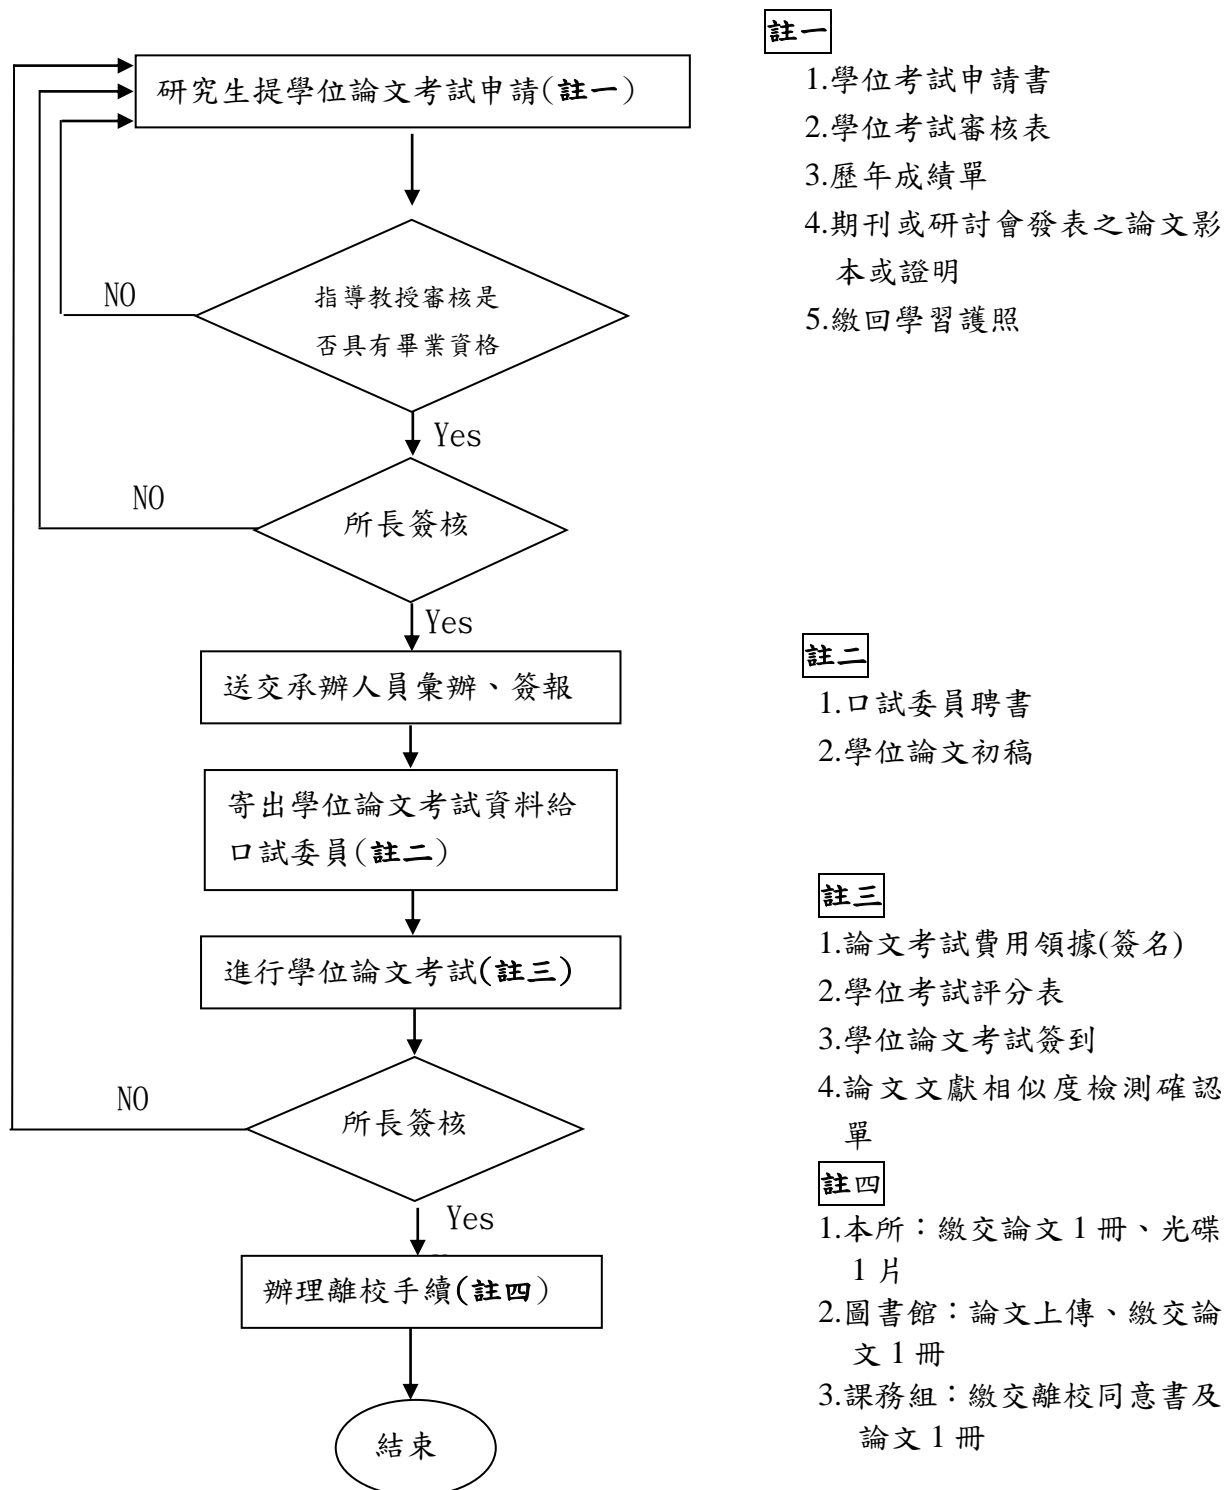 研究生提學位論文考試申請(註一)
指導教授審核是
否具有畢業資格
NO
Yes
所長簽核
NO
Yes
送交承辦人員彙辦、簽報
寄出學位論文考試資料給
口試委員(註二)
進行學位論文考試(註三)
所長簽核
NO
Yes
辦理離校手續(註四)
結束
註一
1.學位考試申請書
2.學位考試審核表
3.歷年成績單
4.期刊或研討會發表之論文影
本或證明
5.繳回學習護照
註二
1.口試委員聘書
2.學位論文初稿
註三
1.論文考試費用領據(簽名)
2.學位考試評分表
3.學位論文考試簽到
4.論文文獻相似度檢測確認
單
註四
1.本所：繳交論文 1 冊、光碟
1 片
2.圖書館：論文上傳、繳交論
文 1 冊
3.課務組：繳交離校同意書及
論文 1 冊